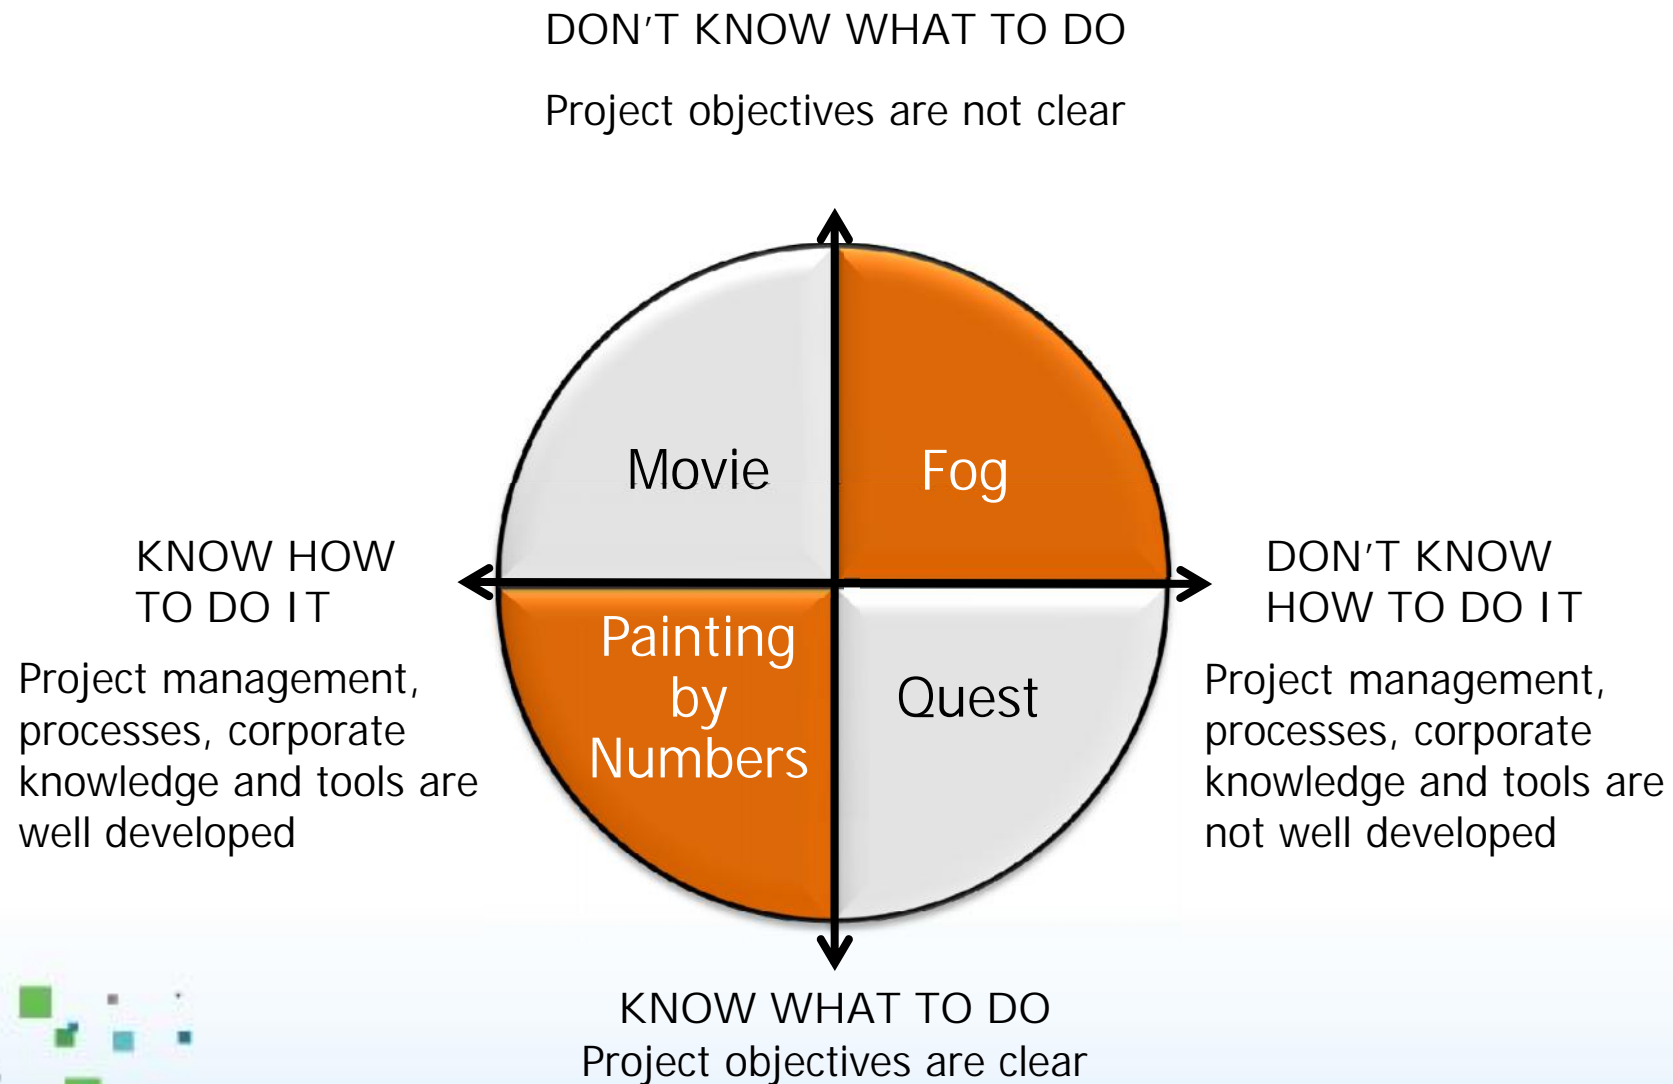 DON'T KNOW WHAT TO DO
Project objectives are not clear
Movie
Fog
KNOW HOW
TO DO IT
Project management,
processes, corporate
knowledge and tools are
well developed
Painting
by
Numbers
Quest
DON'T KNOW
HOW TO DO IT
Project management,
processes, corporate
knowledge and tools are
not well developed
KNOW WHAT TO DO
Project objectives are clear